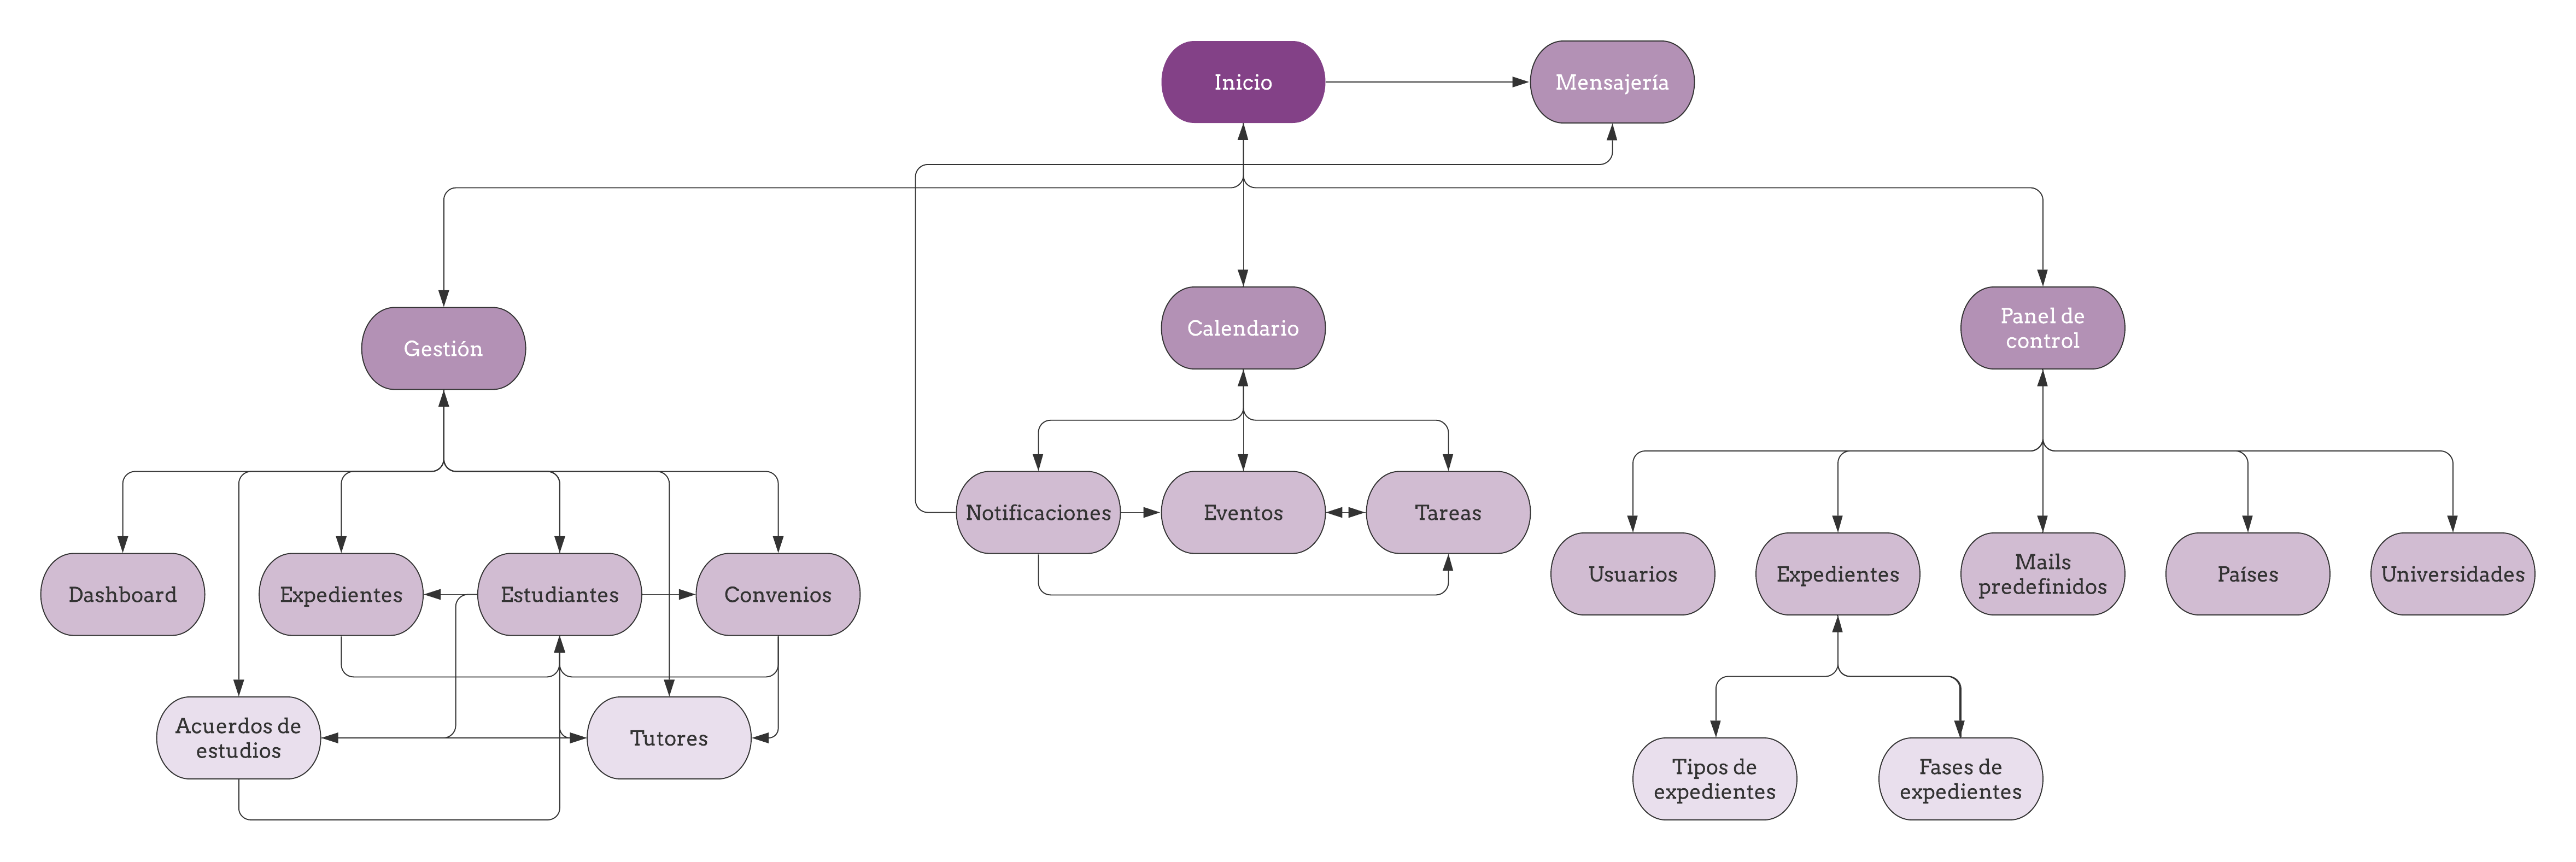 Inicio
Mensajería
Gestión
Calendario
Panel de
control
Dashboard
Expedientes
Estudiantes
Convenios
Acuerdos de
estudios
Tutores
Notificaciones
Eventos
Tareas
Usuarios
Expedientes
Mails
predefinidos
Países
Universidades
Tipos de
expedientes
Fases de
expedientes